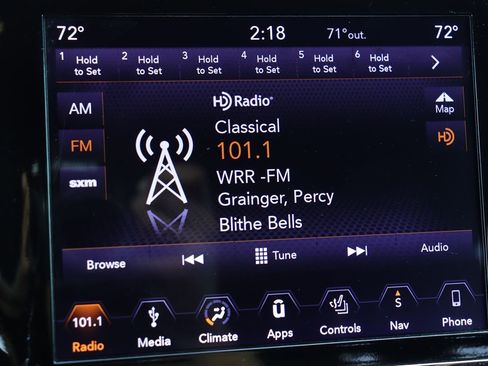 72° 2:18 71°out. 72°
1 Hold to Set 2 Hold to Set 3 Hold to Set 4 Hold to Set 5 Hold to Set 6 Hold to Set
AM
HD Radio
Map
Classical
FM
101.1
HD
WRR -FM
sxm
Grainger, Percy
Blithe Bells
Browse Tune Audio
101.1 S
Radio Media Climate Apps Controls Nav Phone